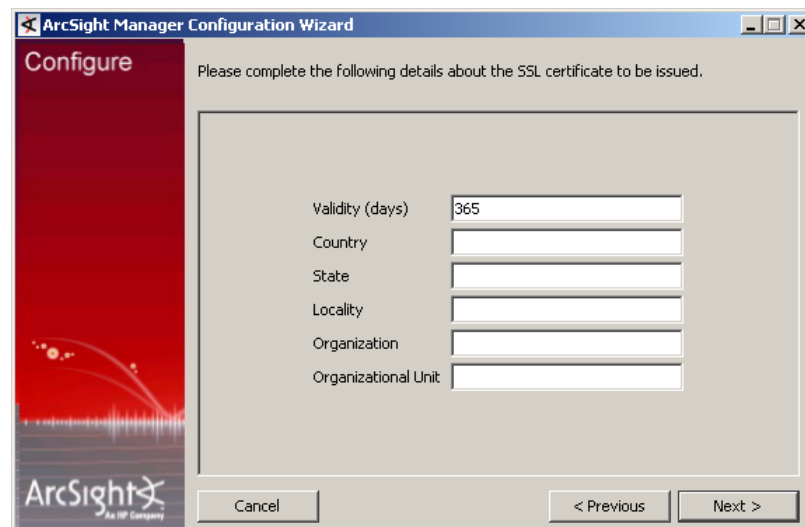 ArcSight Manager Configuration Wizard
Configure
Please complete the following details about the SSL certificate to be issued.
Validity (days) 365
Country
State
Locality
Organization
Organizational Unit
ArcSight
An HP Company
Cancel
< Previous
Next >